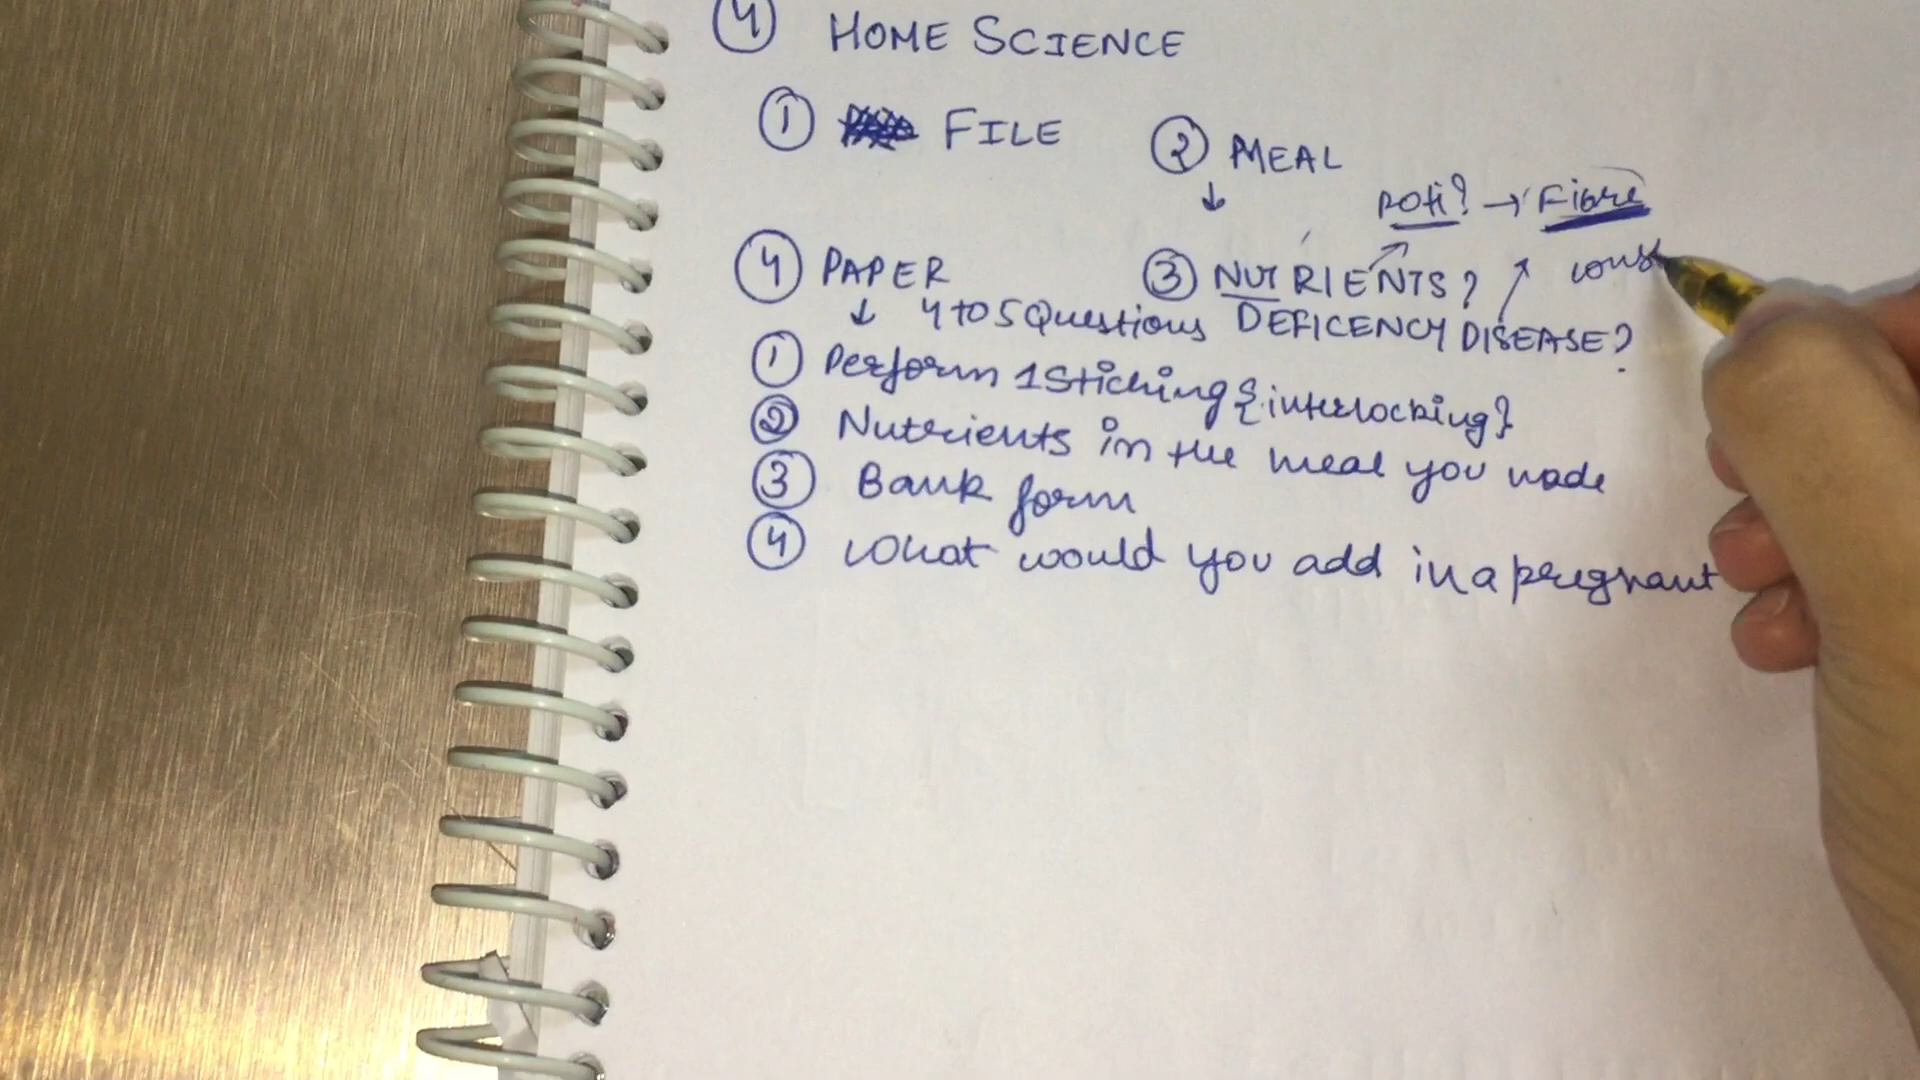 4 HOME SCIENCE
1 FILE
2 MEAL
↓
ROti? → Fibre
4 PAPER
3 NUTRIENTS?
cons
↓ 4 to 5 Questions
DEFICENCY DISEASE?
1 Perform 1 Stiching {interlocking}
2 Nutrients in the meal you made
3 Bank form
4 What would you add in a pregnant